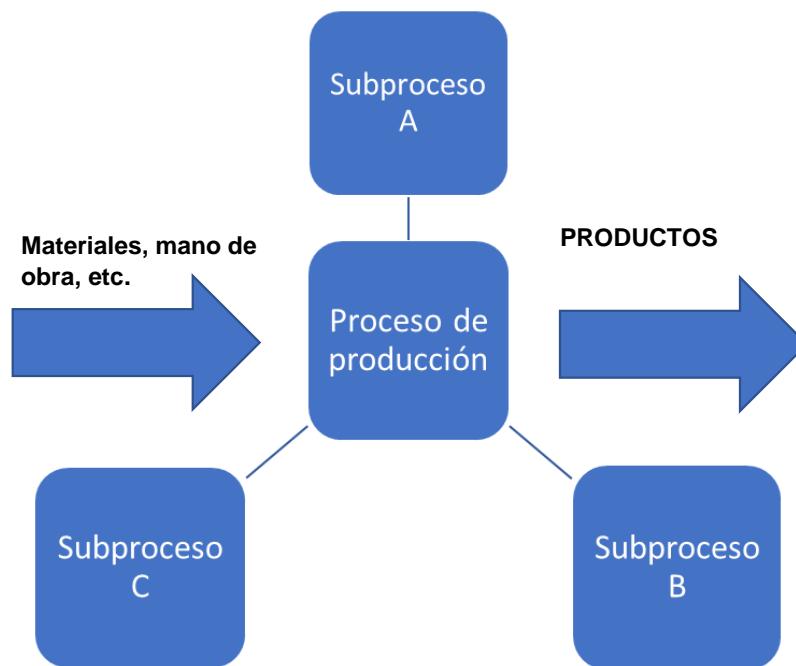 Subproceso
A
Materiales, mano de
obra, etc.
PRODUCTOS
Proceso de
producción
Subproceso
C
Subproceso
B